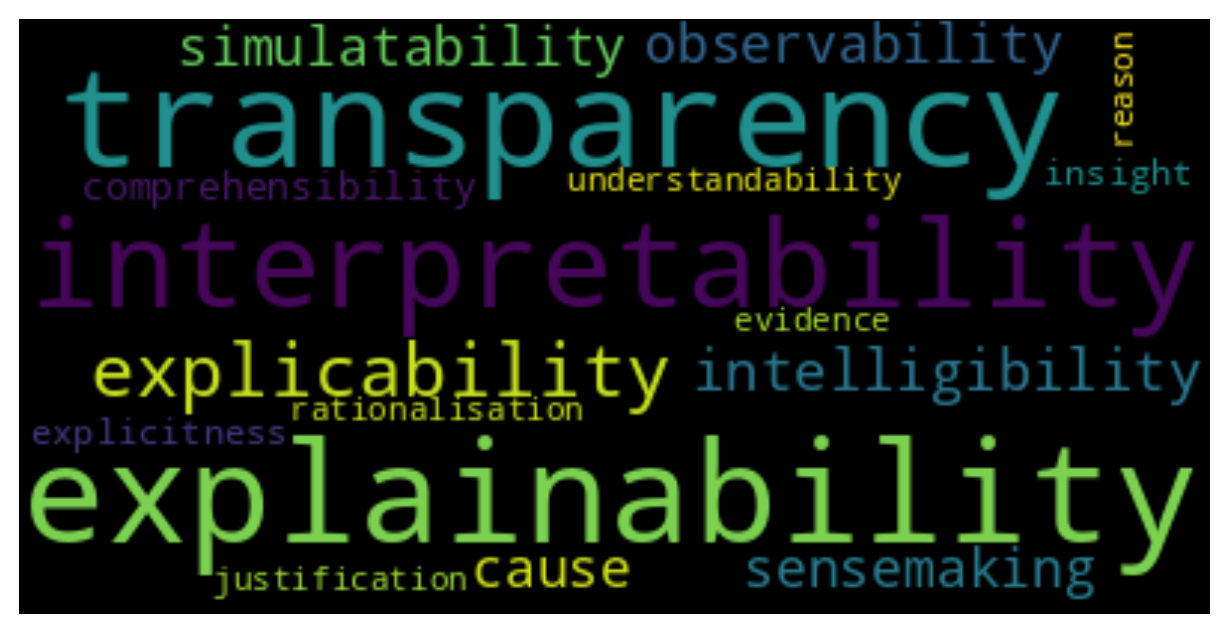 simulatability observability
reason
transparency
comprehensibility understandability insight
interpretability
evidence
explicability intelligibility
rationalisation
explicitness
explainability
justification cause sensemaking